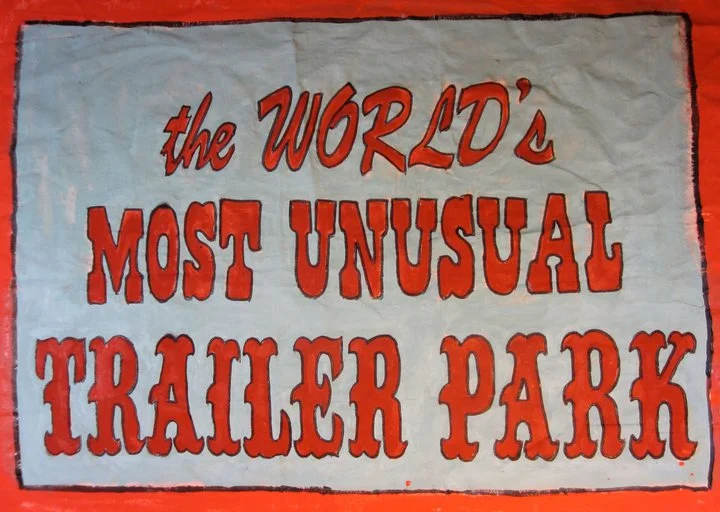 the WORLD's
MOST UNUSUAL
TRAILER PARK